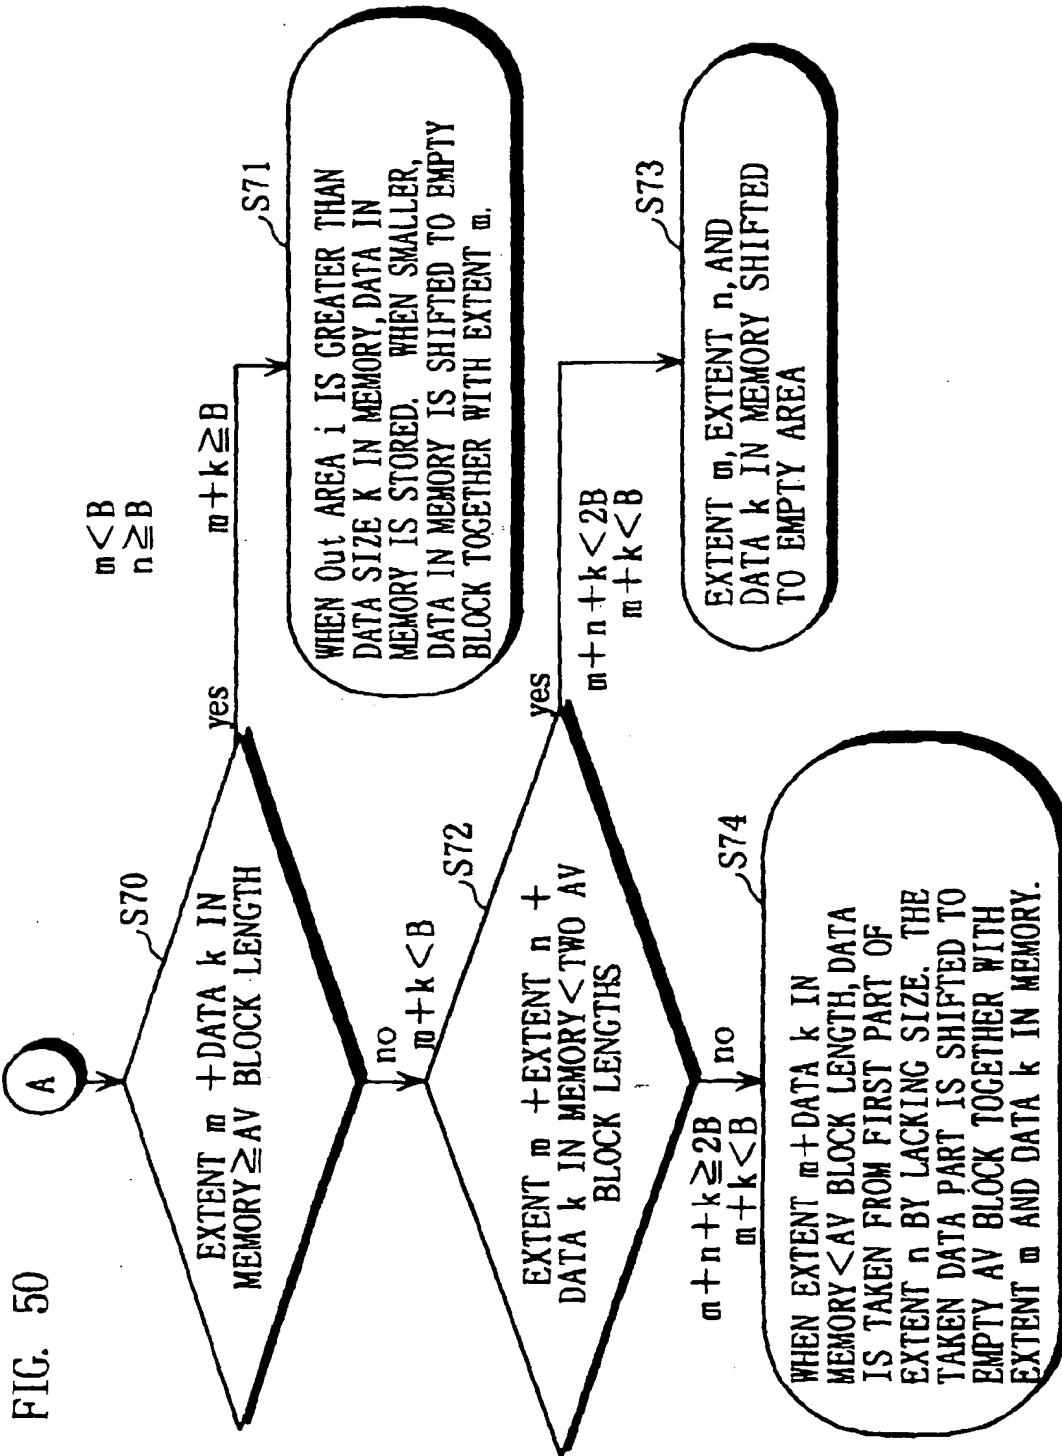 FIG. 50
A
m<B
n≧B
S70
EXTENT m +DATA k IN
MEMORY≧AV BLOCK LENGTH
yes
m+k≧B
S71
WHEN Out AREA i IS GREATER THAN
DATA SIZE K IN MEMORY,DATA IN
MEMORY IS STORED. WHEN SMALLER,
DATA IN MEMORY IS SHIFTED TO EMPTY
BLOCK TOGETHER WITH EXTENT m.
no
m+k<B
S72
EXTENT m +EXTENT n +
DATA k IN MEMORY<TWO AV
BLOCK LENGTHS
yes
m+n+k<2B
m+k<B
S73
EXTENT m,EXTENT n,AND
DATA k IN MEMORY SHIFTED
TO EMPTY AREA
no
m+n+k≧2B
m+k<B
S74
WHEN EXTENT m+DATA k IN
MEMORY<AV BLOCK LENGTH,DATA
IS TAKEN FROM FIRST PART OF
EXTENT n BY LACKING SIZE. THE
TAKEN DATA PART IS SHIFTED TO
EMPTY AV BLOCK TOGETHER WITH
EXTENT m AND DATA k IN MEMORY.